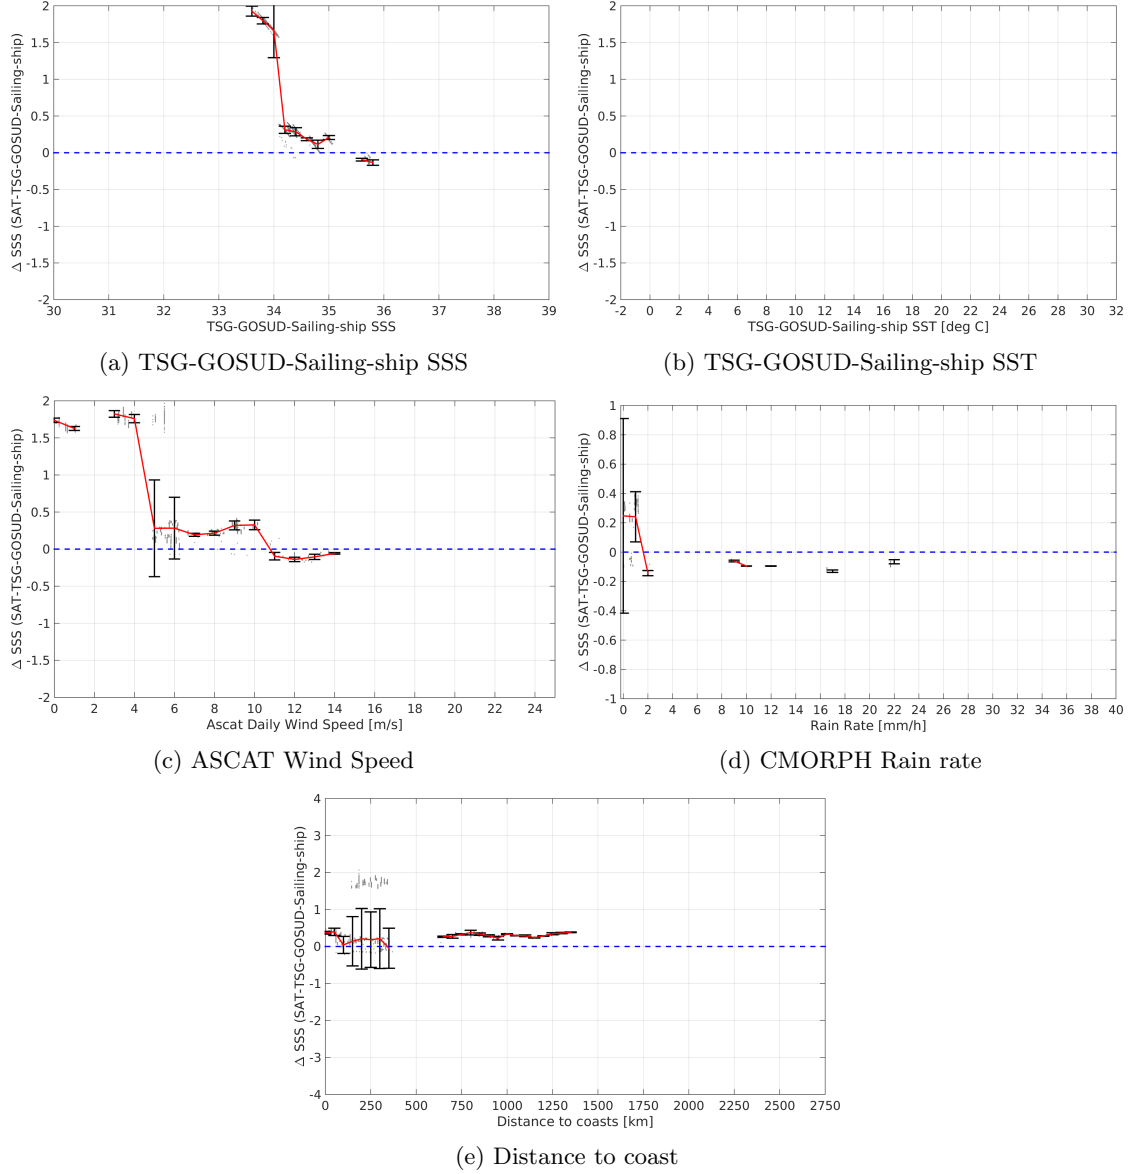 2
1.5
1
0.5
0
-0.5
-1
-1.5
-2
Δ SSS (SAT-TSG-GOSUD-Sailing-ship)
30 31 32 33 34 35 36 37 38 39
TSG-GOSUD-Sailing-ship SSS
(a) TSG-GOSUD-Sailing-ship SSS
2
1.5
1
0.5
0
-0.5
-1
-1.5
-2
Δ SSS (SAT-TSG-GOSUD-Sailing-ship)
-2 0 2 4 6 8 10 12 14 16 18 20 22 24 26 28 30 32
TSG-GOSUD-Sailing-ship SST [deg C]
(b) TSG-GOSUD-Sailing-ship SST
2
1.5
1
0.5
0
-0.5
-1
-1.5
-2
Δ SSS (SAT-TSG-GOSUD-Sailing-ship)
0 2 4 6 8 10 12 14 16 18 20 22 24
Ascat Daily Wind Speed [m/s]
(c) ASCAT Wind Speed
1
0.8
0.6
0.4
0.2
0
-0.2
-0.4
-0.6
-0.8
-1
Δ SSS (SAT-TSG-GOSUD-Sailing-ship)
0 2 4 6 8 10 12 14 16 18 20 22 24 26 28 30 32 34 36 38 40
Rain Rate [mm/h]
(d) CMORPH Rain rate
4
3
2
1
0
-1
-2
-3
-4
Δ SSS (SAT-TSG-GOSUD-Sailing-ship)
0 250 500 750 1000 1250 1500 1750 2000 2250 2500 2750
Distance to coasts [km]
(e) Distance to coast